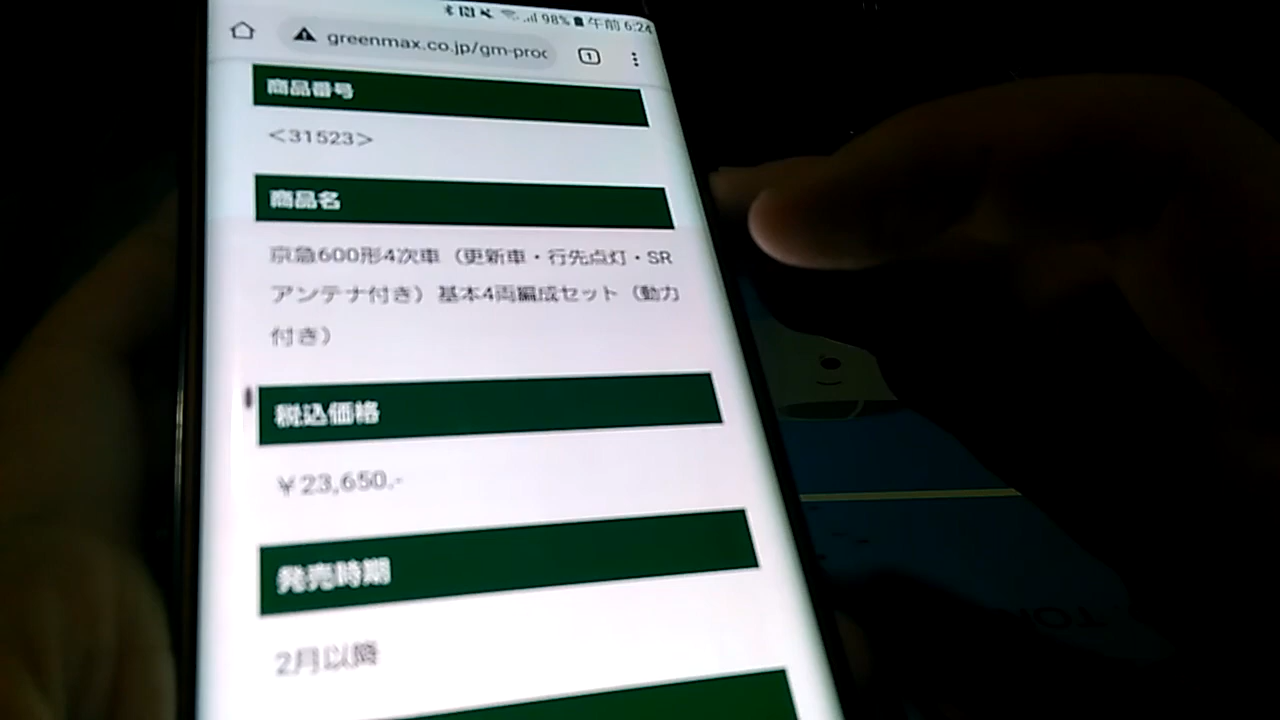 98% 午前 6:24
greenmax.co.jp/gm-proc
1
商品番号
<31523>
商品名
京急600形4次車（更新車・行先点灯・SR
アンテナ付き）基本4両編成セット（動力
付き）
税込価格
￥23,650.-
発売時期
2月以降